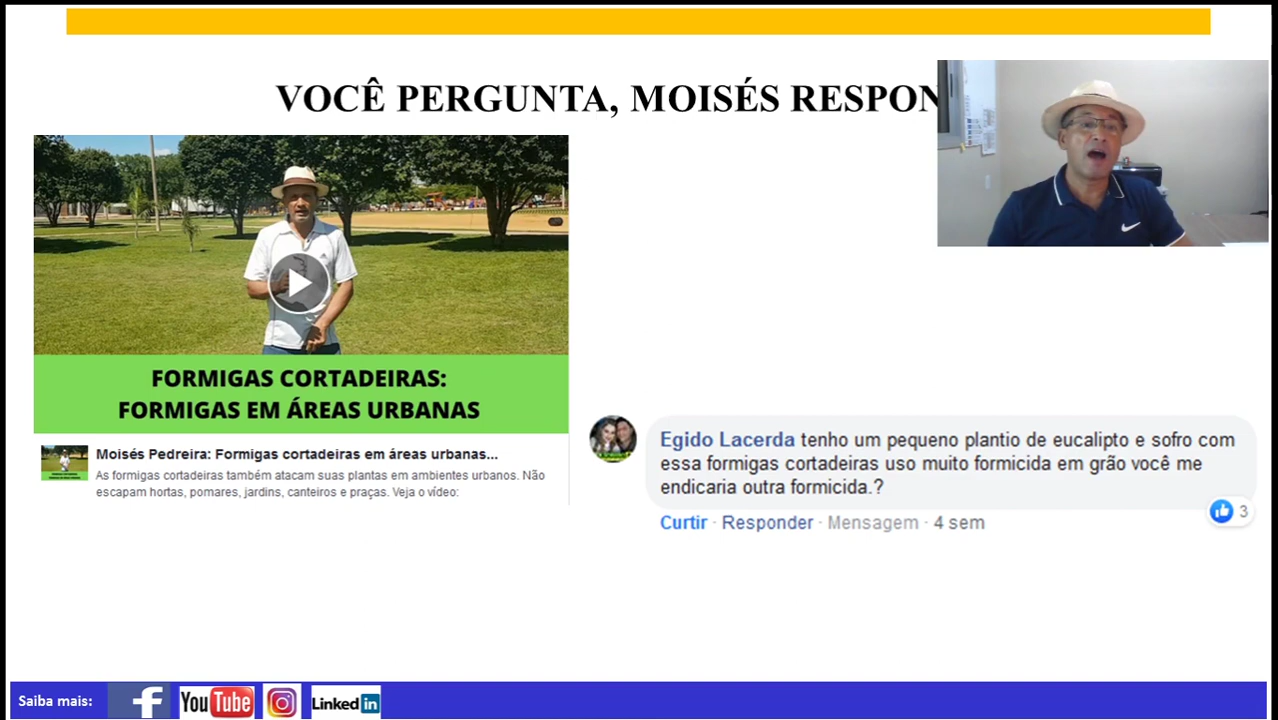 VOCÊ PERGUNTA, MOISÉS RESPON
FORMIGAS CORTADEIRAS:
FORMIGAS EM ÁREAS URBANAS
Moisés Pedreira: Formigas cortadeiras em áreas urbanas...
As formigas cortadeiras também atacam suas plantas em ambientes urbanos. Não
escapam hortas, pomares, jardins, canteiros e praças. Veja o vídeo:
Egido Lacerda tenho um pequeno plantio de eucalipto e sofro com
essa formigas cortadeiras uso muito formicida em grão você me
endicaria outra formicida.?
3
Curtir · Responder · Mensagem · 4 sem
Saiba mais: f YouTube Linked in